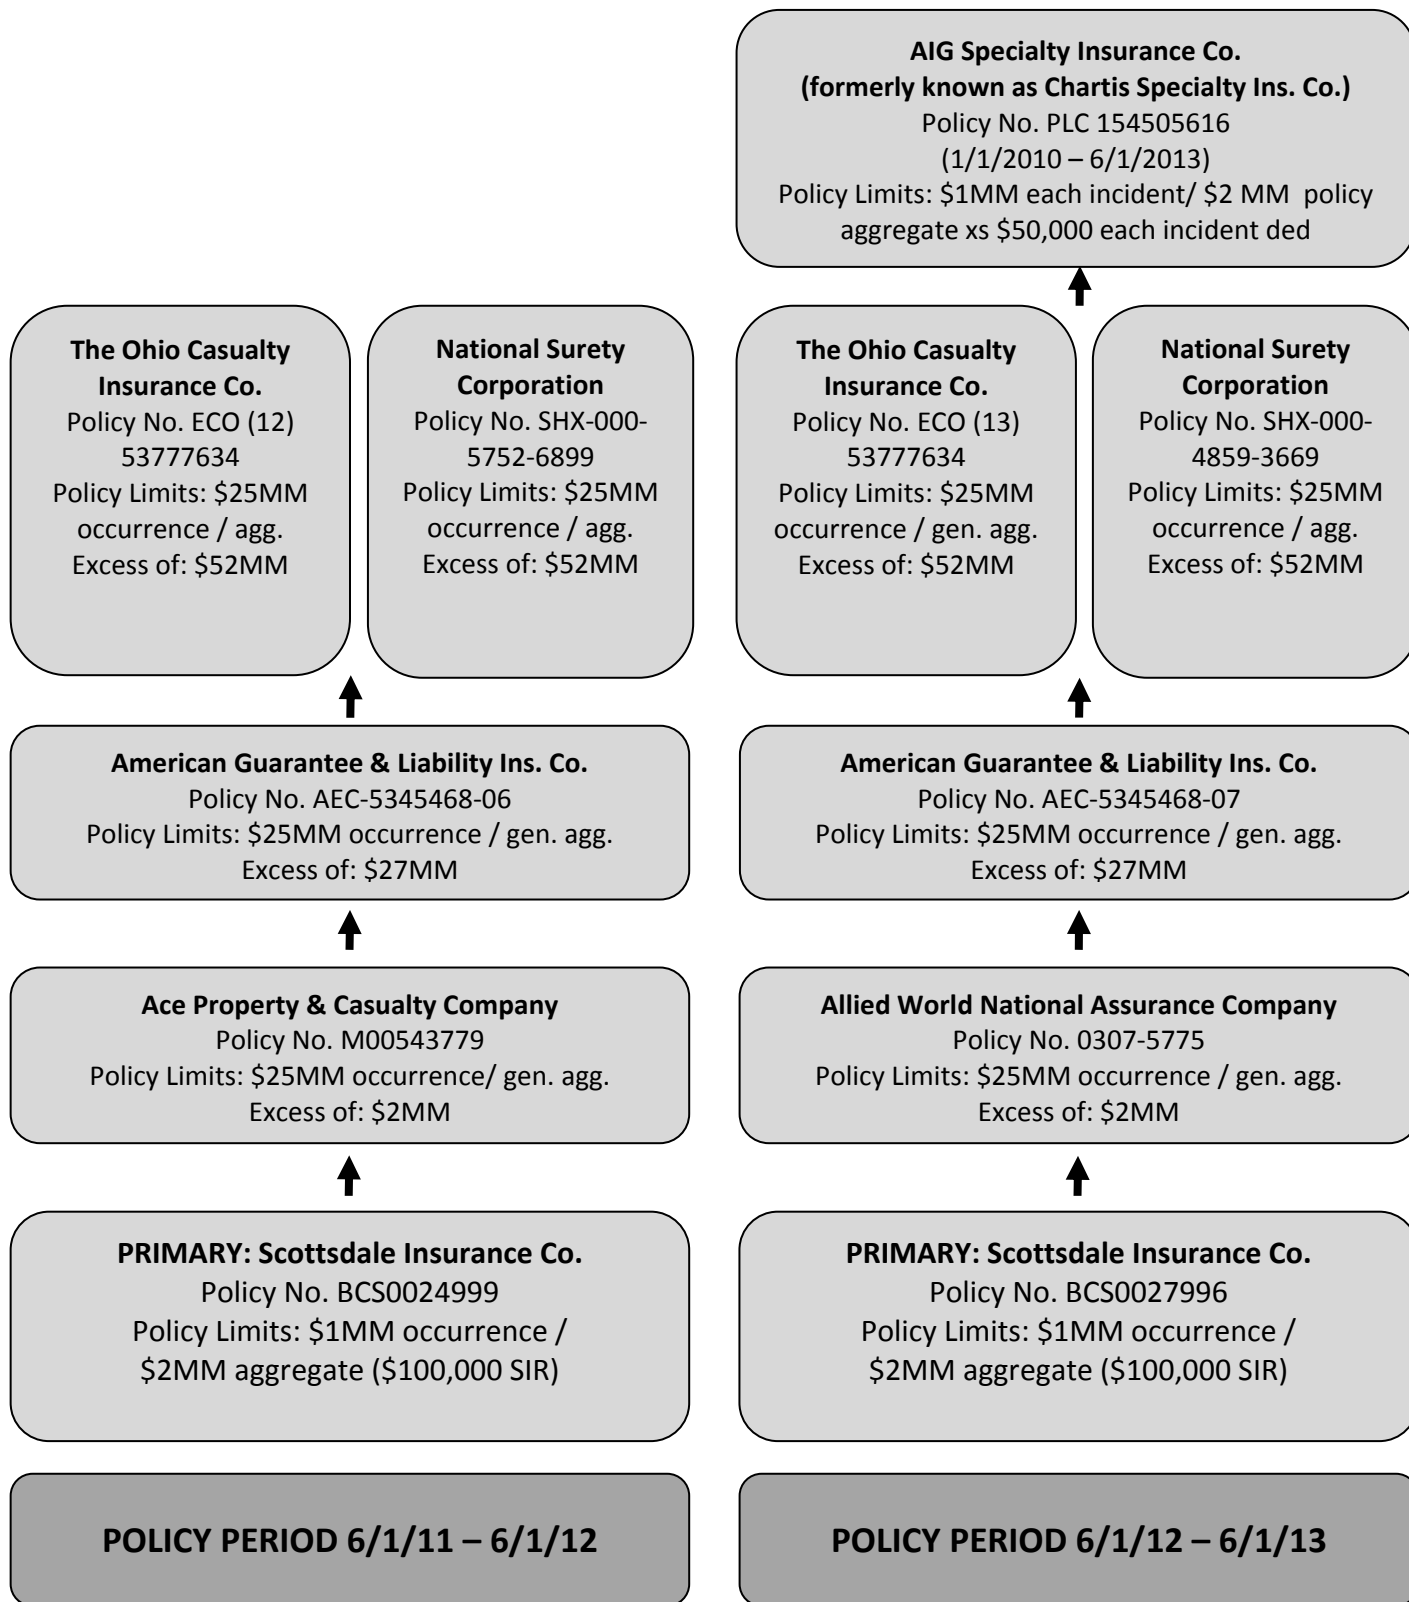 AIG Specialty Insurance Co.
(formerly known as Chartis Specialty Ins. Co.)
Policy No. PLC 154505616
(1/1/2010 – 6/1/2013)
Policy Limits: $1MM each incident/ $2 MM  policy
aggregate xs $50,000 each incident ded
The Ohio Casualty
Insurance Co.
Policy No. ECO (12)
53777634
Policy Limits: $25MM
occurrence / agg.
Excess of: $52MM
National Surety
Corporation
Policy No. SHX-000-
5752-6899
Policy Limits: $25MM
occurrence / agg.
Excess of: $52MM
The Ohio Casualty
Insurance Co.
Policy No. ECO (13)
53777634
Policy Limits: $25MM
occurrence / gen. agg.
Excess of: $52MM
National Surety
Corporation
Policy No. SHX-000-
4859-3669
Policy Limits: $25MM
occurrence / agg.
Excess of: $52MM
American Guarantee & Liability Ins. Co.
Policy No. AEC-5345468-06
Policy Limits: $25MM occurrence / gen. agg.
Excess of: $27MM
American Guarantee & Liability Ins. Co.
Policy No. AEC-5345468-07
Policy Limits: $25MM occurrence / gen. agg.
Excess of: $27MM
Ace Property & Casualty Company
Policy No. M00543779
Policy Limits: $25MM occurrence/ gen. agg.
Excess of: $2MM
Allied World National Assurance Company
Policy No. 0307-5775
Policy Limits: $25MM occurrence / gen. agg.
Excess of: $2MM
PRIMARY: Scottsdale Insurance Co.
Policy No. BCS0024999
Policy Limits: $1MM occurrence /
$2MM aggregate ($100,000 SIR)
PRIMARY: Scottsdale Insurance Co.
Policy No. BCS0027996
Policy Limits: $1MM occurrence /
$2MM aggregate ($100,000 SIR)
POLICY PERIOD 6/1/11 – 6/1/12
POLICY PERIOD 6/1/12 – 6/1/13